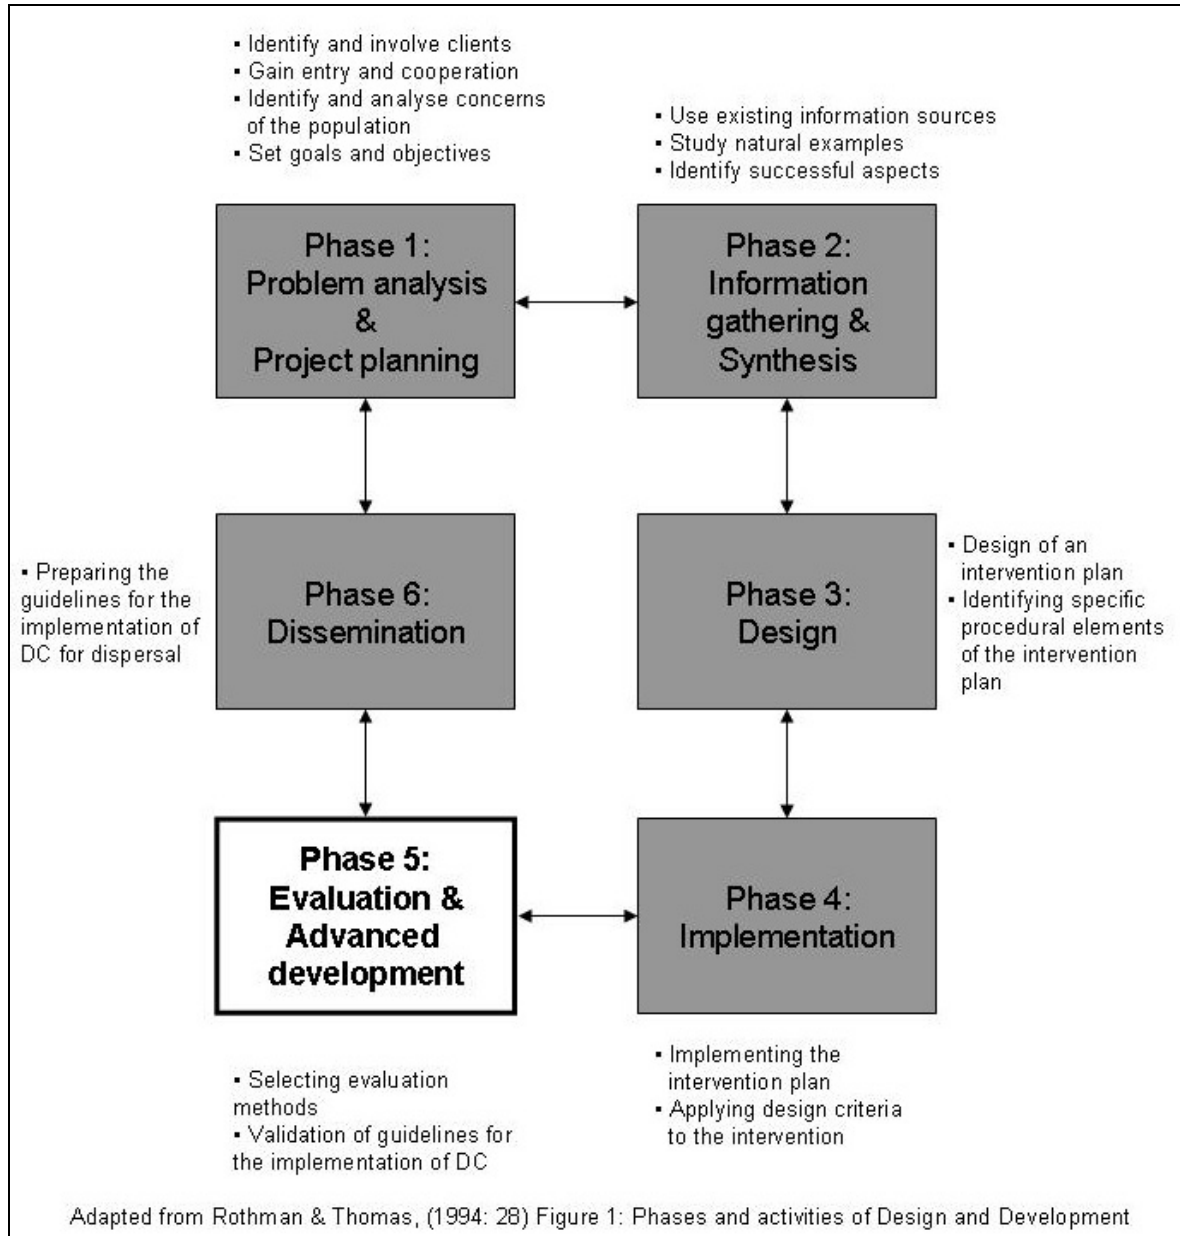 ▪ Identify and involve clients
▪ Gain entry and cooperation
▪ Identify and analyse concerns
of the population
▪ Set goals and objectives
▪ Use existing information sources
▪ Study natural examples
▪ Identify successful aspects
Phase 1:
Problem analysis
&
Project planning
Phase 2:
Information
gathering &
Synthesis
▪ Preparing the
guidelines for the
implementation of
DC for dispersal
Phase 6:
Dissemination
Phase 3:
Design
▪ Design of an
intervention plan
▪ Identifying specific
procedural elements
of the intervention
plan
Phase 5:
Evaluation &
Advanced
development
Phase 4:
Implementation
▪ Selecting evaluation
methods
▪ Validation of guidelines for
the implementation of DC
▪ Implementing the
intervention plan
▪ Applying design criteria
to the intervention
Adapted from Rothman & Thomas, (1994: 28) Figure 1: Phases and activities of Design and Development